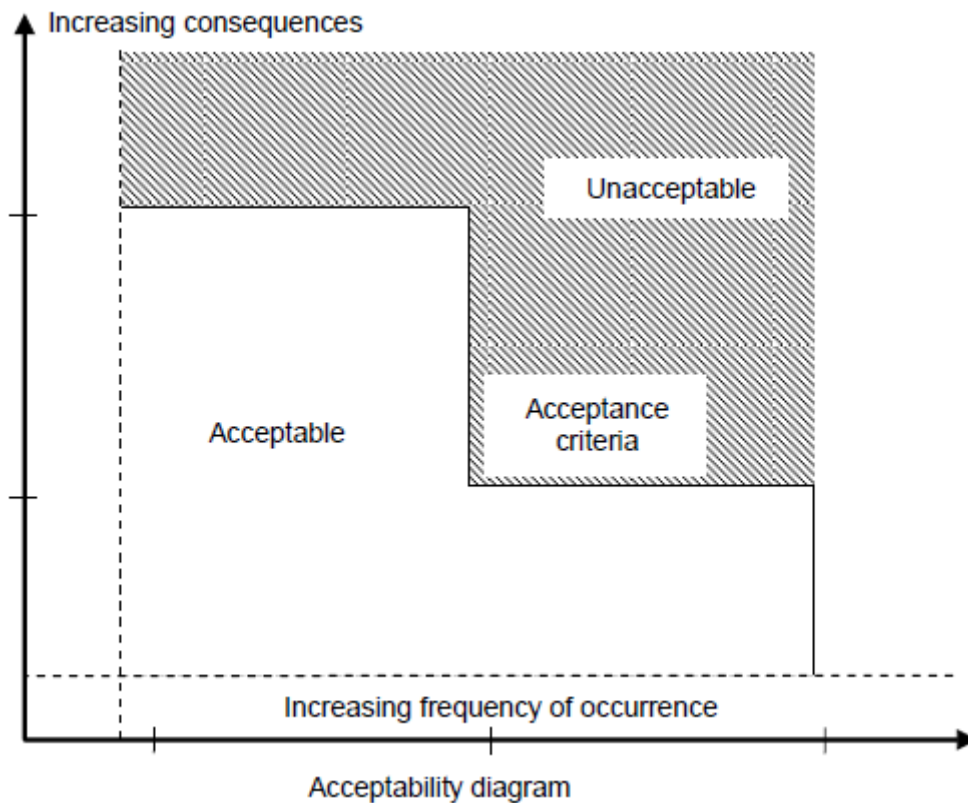 Increasing consequences
Unacceptable
Acceptance
criteria
Acceptable
Increasing frequency of occurrence
Acceptability diagram